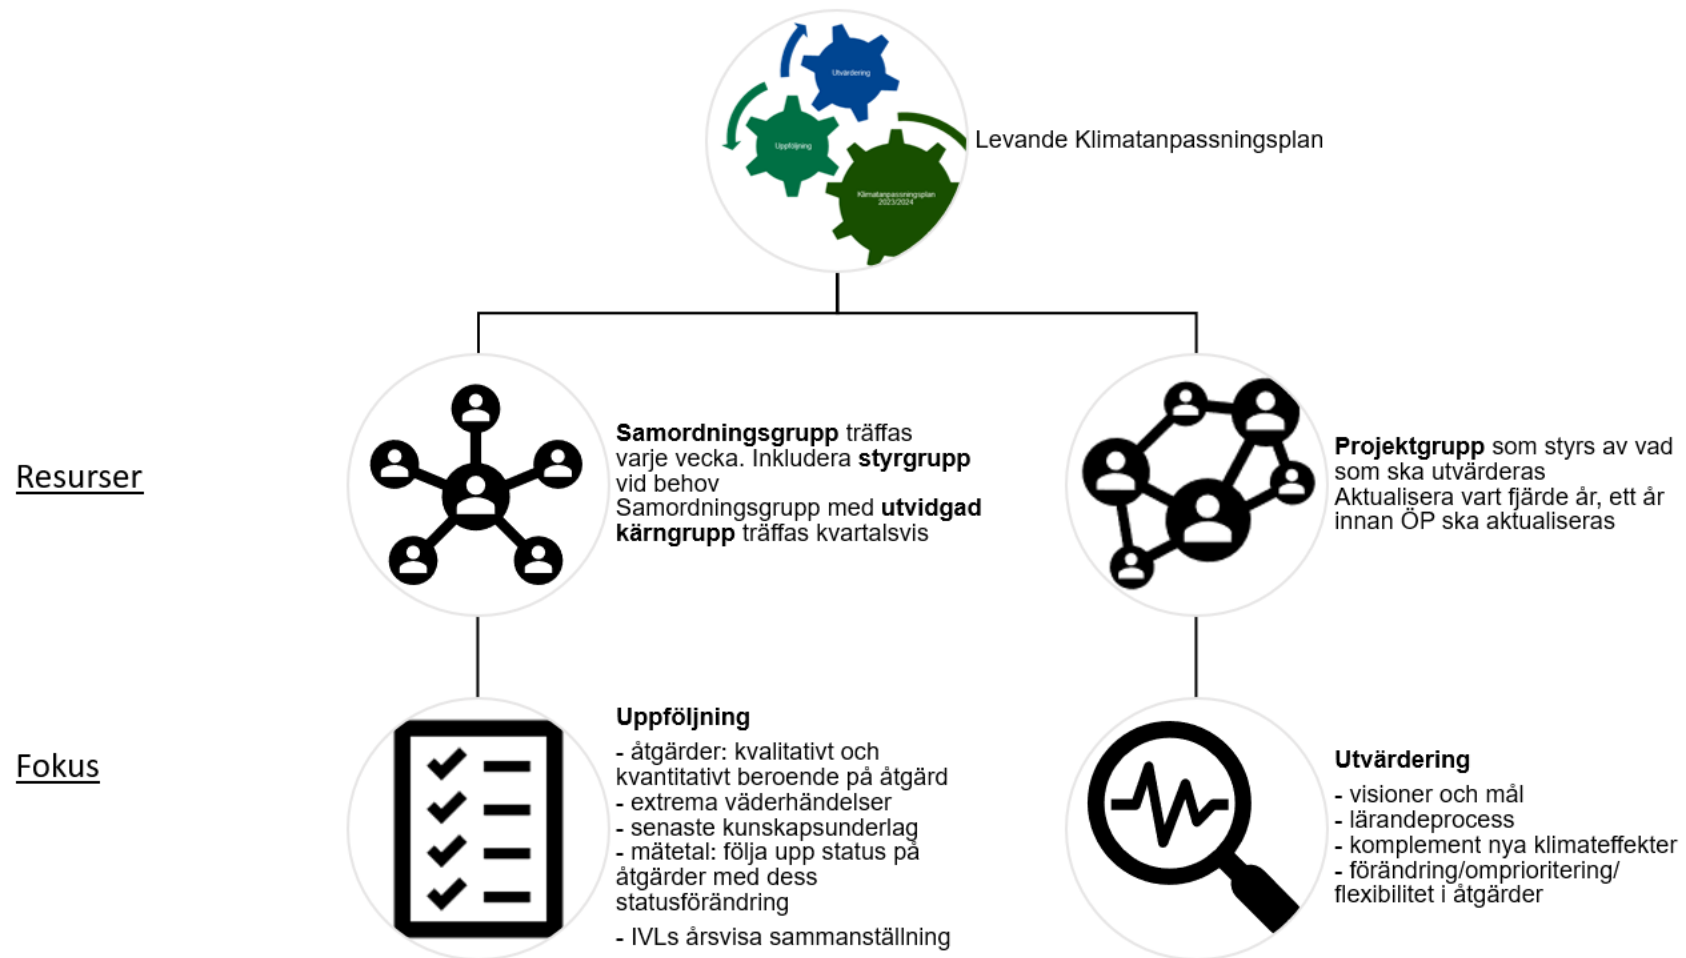 Utvärdering
Uppföljning
Klimatanpassningsplan
2023/2024
Levande Klimatanpassningsplan
Resurser
Samordningsgrupp träffas
varje vecka. Inkludera styrgrupp
vid behov
Samordningsgrupp med utvidgad
kärngrupp träffas kvartalsvis
Projektgrupp som styrs av vad
som ska utvärderas
Aktualisera vart fjärde år, ett år
innan ÖP ska aktualiseras
Fokus
Uppföljning
- åtgärder: kvalitativt och
kvantitativt beroende på åtgärd
- extrema väderhändelser
- senaste kunskapsunderlag
- mätetal: följa upp status på
åtgärder med dess
statusförändring
- IVLs årsvisa sammanställning
Utvärdering
- visioner och mål
- lärandeprocess
- komplement nya klimateffekter
- förändring/omprioritering/
flexibilitet i åtgärder